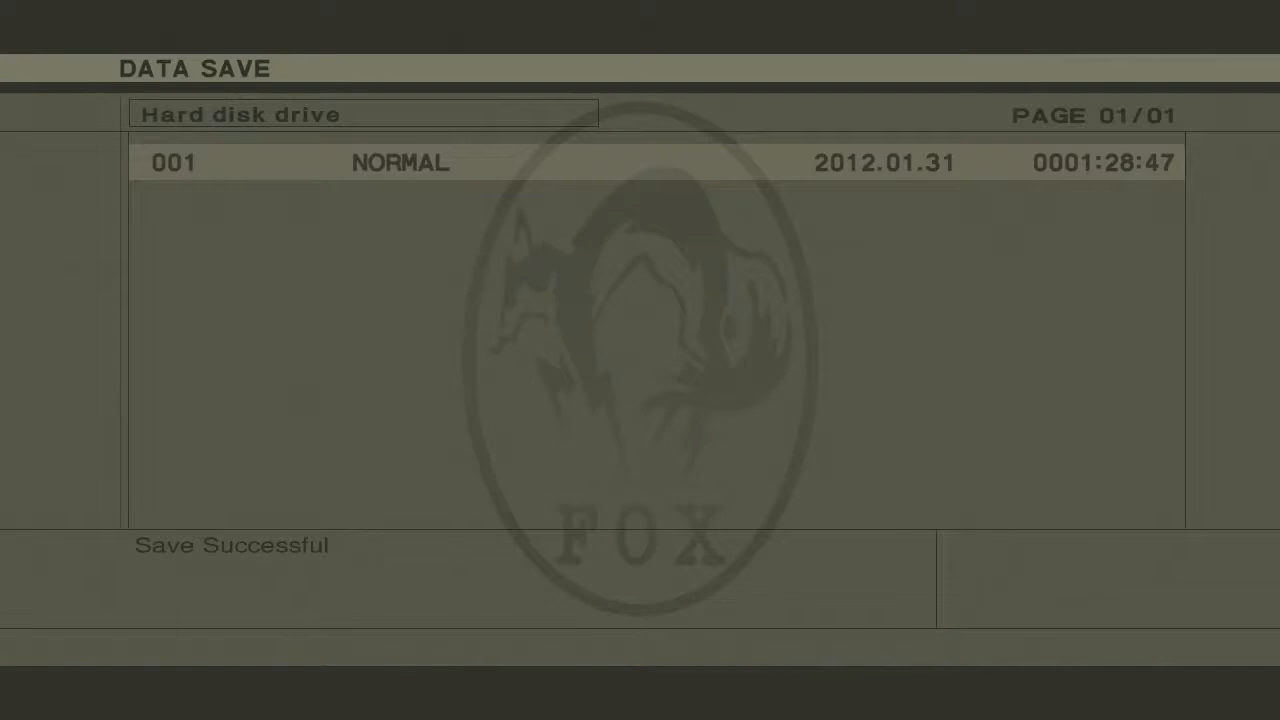 DATA SAVE
Hard disk drive PAGE 01/01
001 NORMAL 2012.01.31 0001:28:47
FOX
Save Successful